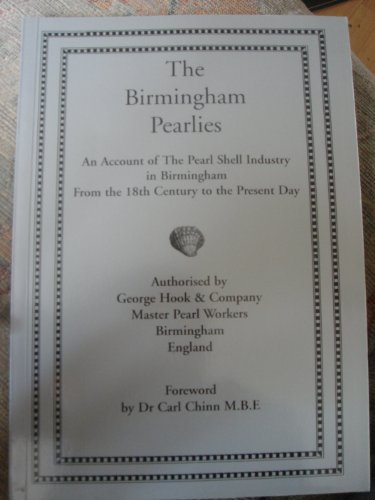 The
Birmingham
Pearlies
An Account of The Pearl Shell Industry
in Birmingham
From the 18th Century to the Present Day
Authorised by
George Hook & Company
Master Pearl Workers
Birmingham
England
Foreword
by Dr Carl Chinn M.B.E